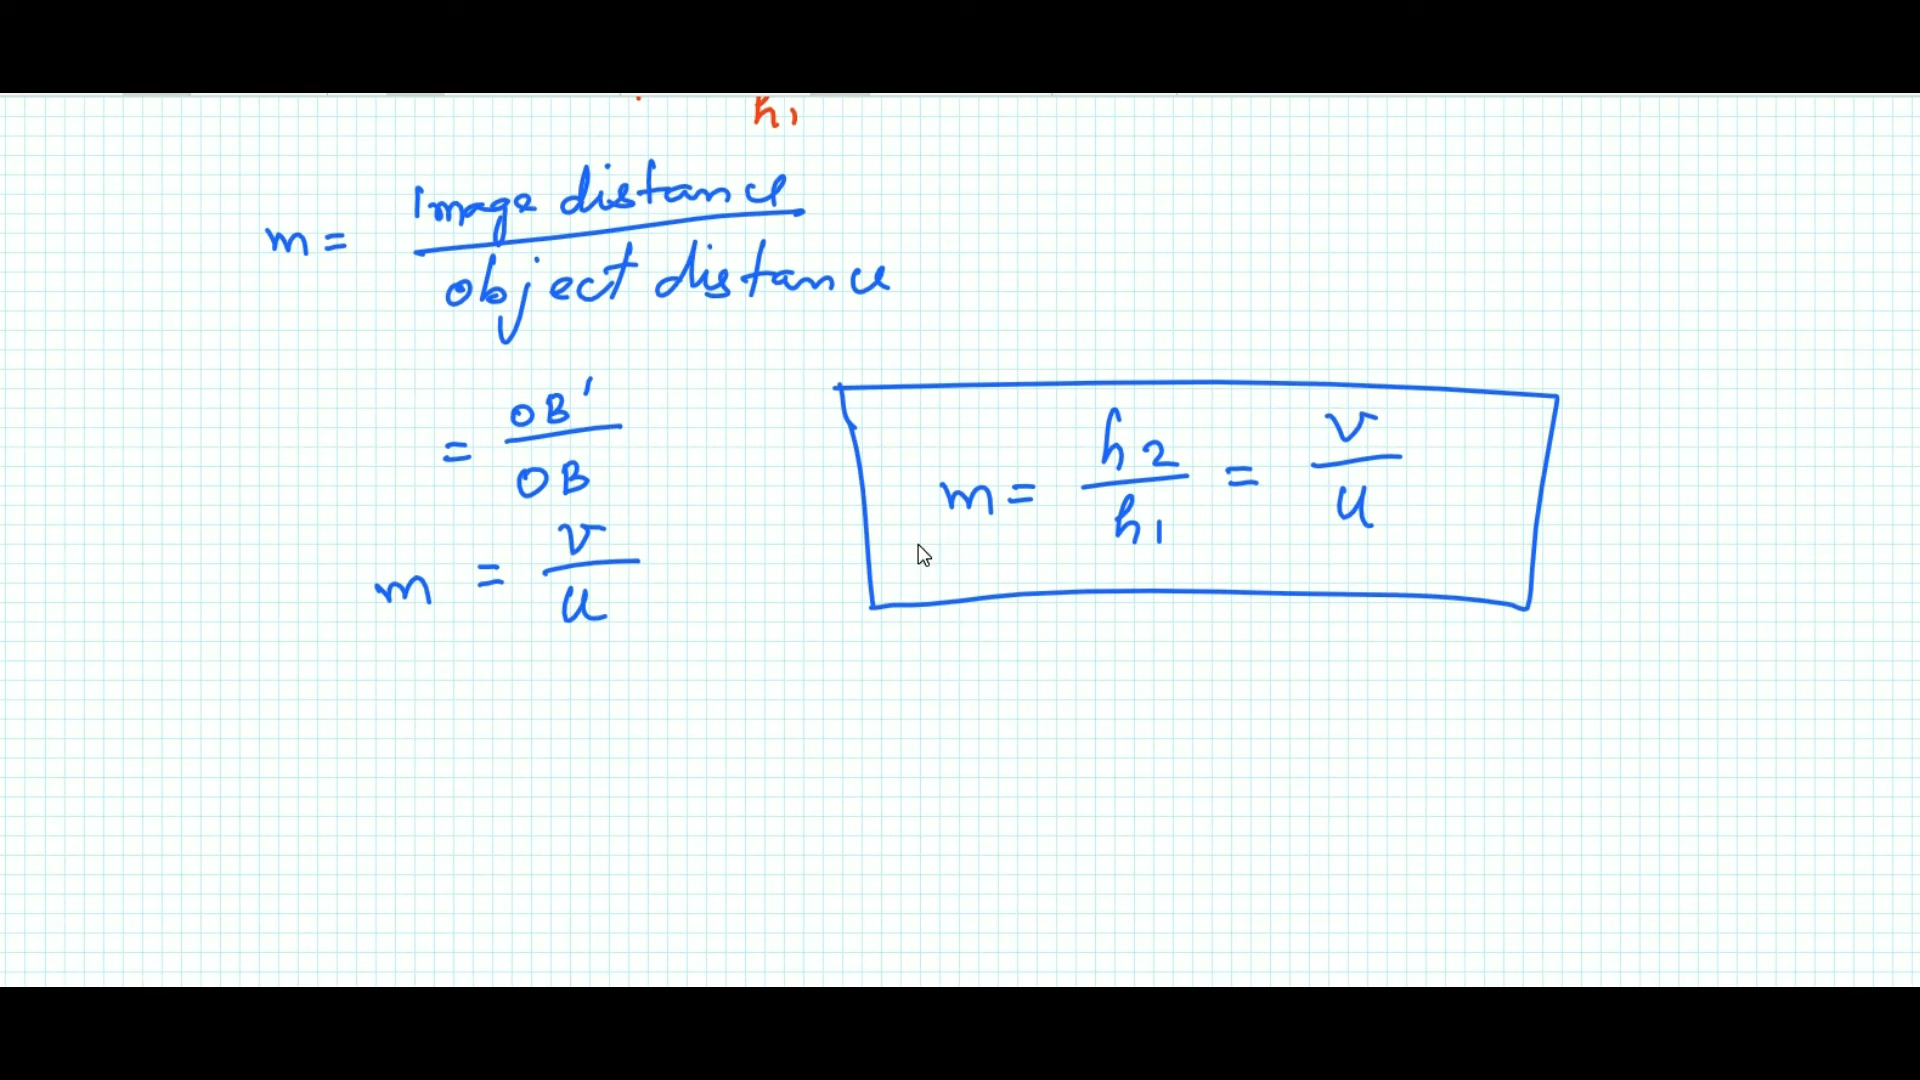 h1
m = Image distance / object distance
= OB' / OB
m = v / u
m = h2 / h1 = v / u